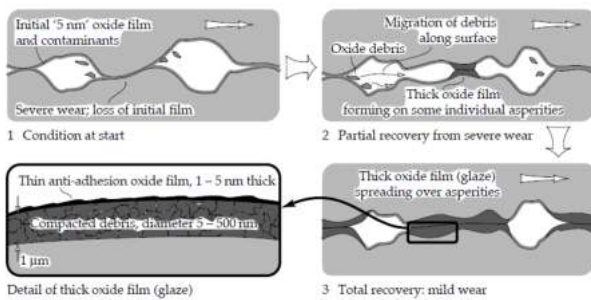 Initial '5 nm' oxide film
and contaminants
Severe wear; loss of initial film
1 Condition at start
Migration of debris
along surface
Oxide debris
Thick oxide film
forming on some individual asperities
2 Partial recovery from severe wear
Thick oxide film (glaze)
spreading over asperities
3 Total recovery: mild wear
Thin anti-adhesion oxide film, 1 – 5 nm thick
Compacted debris, diameter 5 – 500 nm
1 μm
Detail of thick oxide film (glaze)